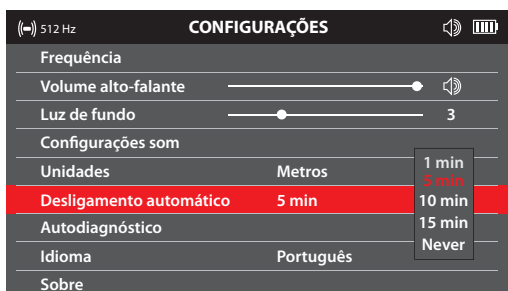 512 Hz CONFIGURAÇÕES
Frequência
Volume alto-falante
Luz de fundo 3
Configurações som
Unidades Metros
Desligamento automático 5 min
Autodiagnóstico
Idioma Português
Sobre
1 min
5 min
10 min
15 min
Never